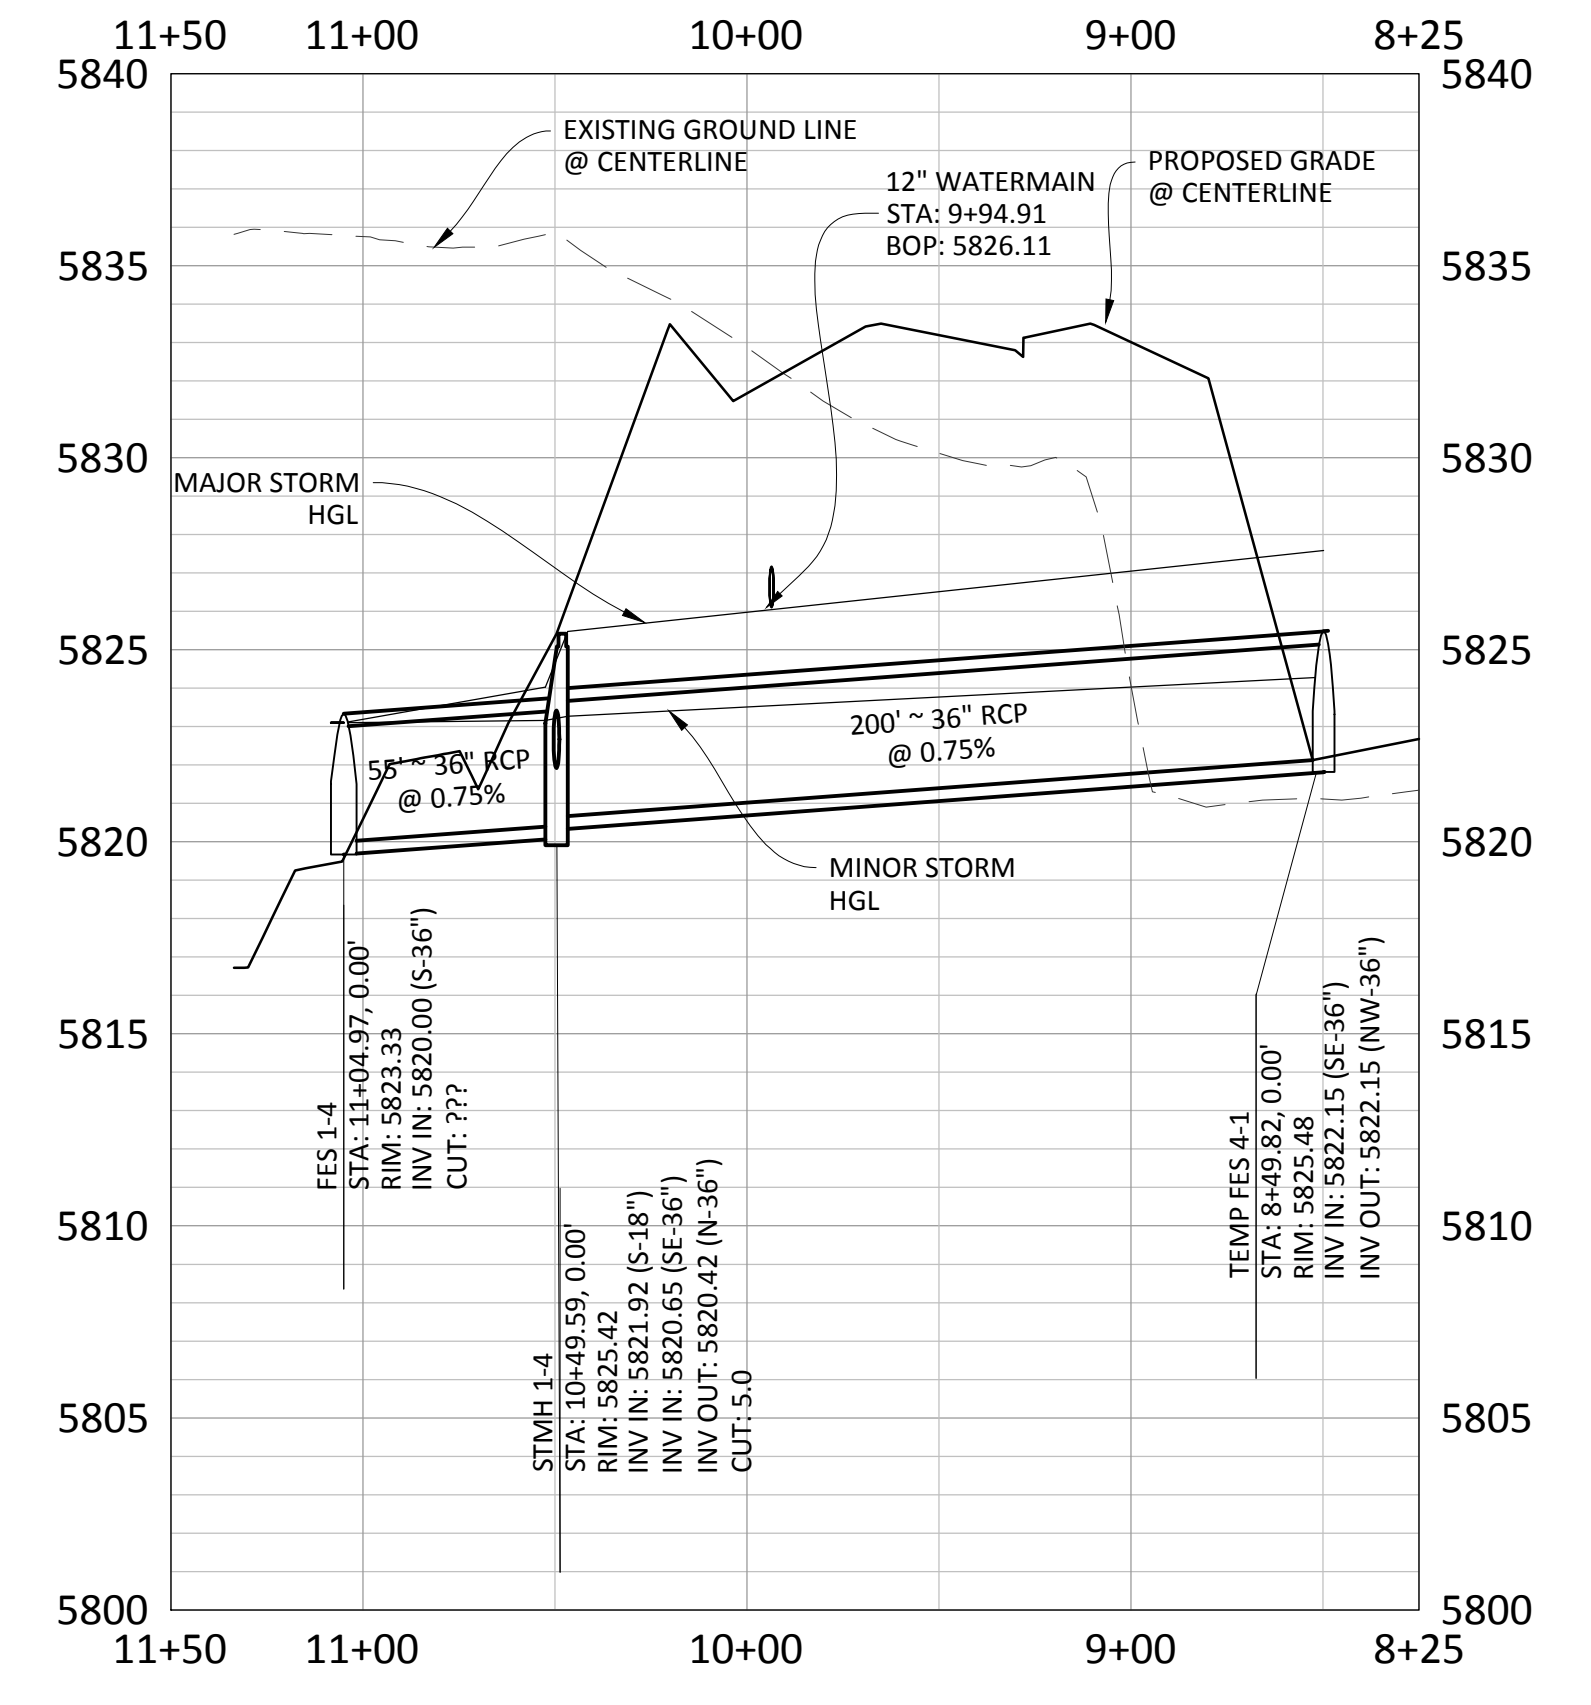 11+50 11+00 10+00 9+00 8+25
5840 5840
EXISTING GROUND LINE
@ CENTERLINE
PROPOSED GRADE
@ CENTERLINE
12" WATERMAIN
STA: 9+94.91
BOP: 5826.11
5835 5835
5830 5830
MAJOR STORM
HGL
5825 5825
200' ~ 36" RCP
@ 0.75%
55' ~ 36" RCP
@ 0.75%
5820 5820
MINOR STORM
HGL
FES 1-4
STA: 11+04.97, 0.00'
RIM: 5823.33
INV IN: 5820.00 (S-36")
CUT: ???
5815 5815
STMH 1-4
STA: 10+49.59, 0.00'
RIM: 5825.42
INV IN: 5821.92 (S-18")
INV IN: 5820.65 (SE-36")
INV OUT: 5820.42 (N-36")
CUT: 5.0
TEMP FES 4-1
STA: 8+49.82, 0.00'
RIM: 5825.48
INV IN: 5822.15 (SE-36")
INV OUT: 5822.15 (NW-36")
5810 5810
5805 5805
5800 5800
11+50 11+00 10+00 9+00 8+25